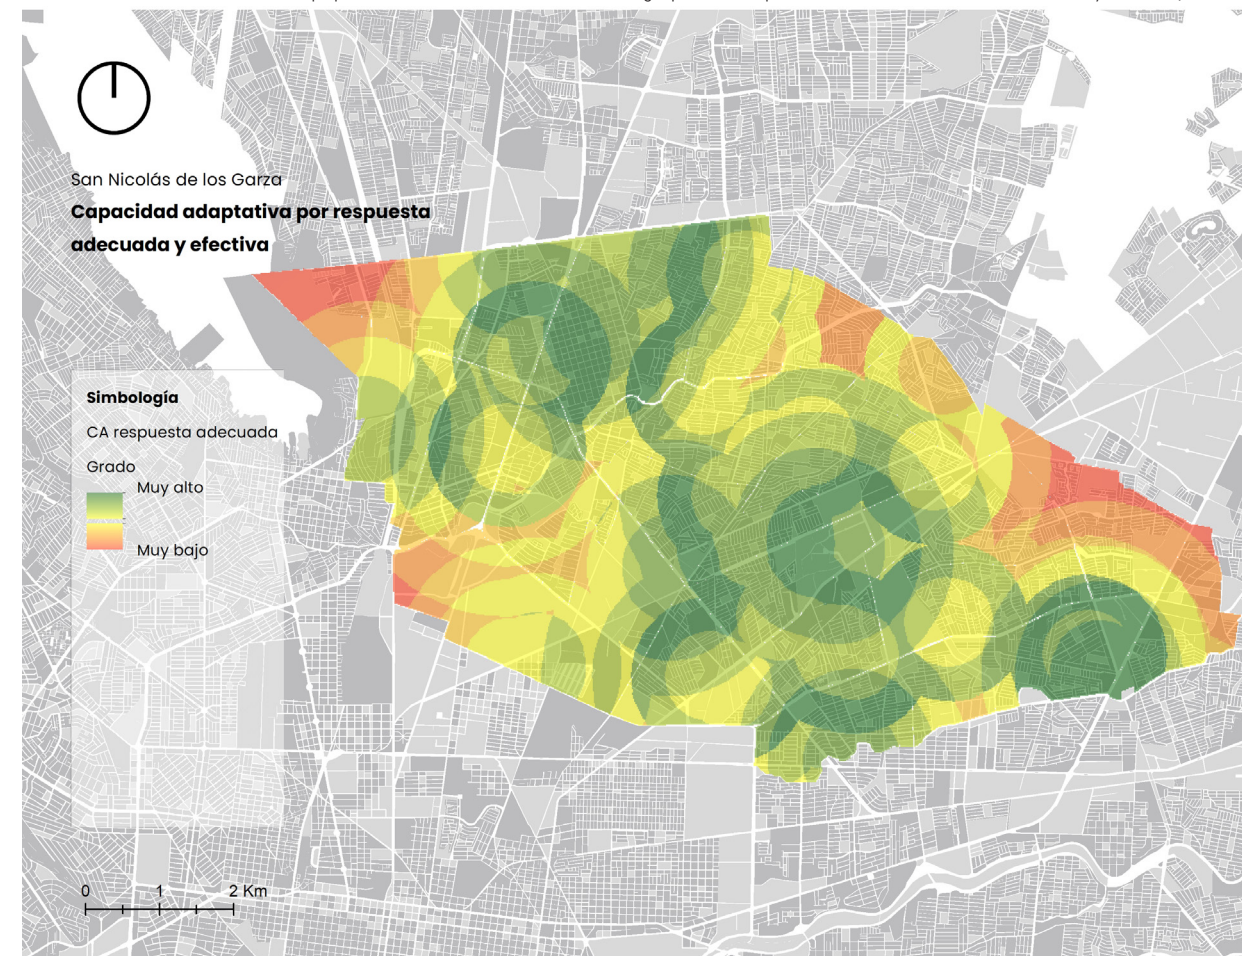 San Nicolás de los Garza
Capacidad adaptativa por respuesta
adecuada y efectiva
Simbología
CA respuesta adecuada
Grado
Muy alto
Muy bajo
0 1 2 Km